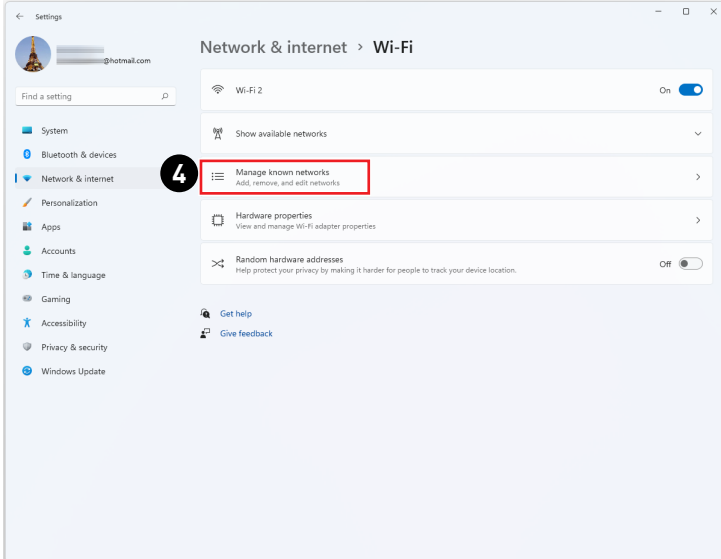 Settings
@hotmail.com
Find a setting
System
Bluetooth & devices
Network & internet
Personalization
Apps
Accounts
Time & language
Gaming
Accessibility
Privacy & security
Windows Update
Network & internet > Wi-Fi
Wi-Fi 2
On
Show available networks
4
Manage known networks
Add, remove, and edit networks
Hardware properties
View and manage Wi-Fi adapter properties
Random hardware addresses
Help protect your privacy by making it harder for people to track your device location.
Off
Get help
Give feedback